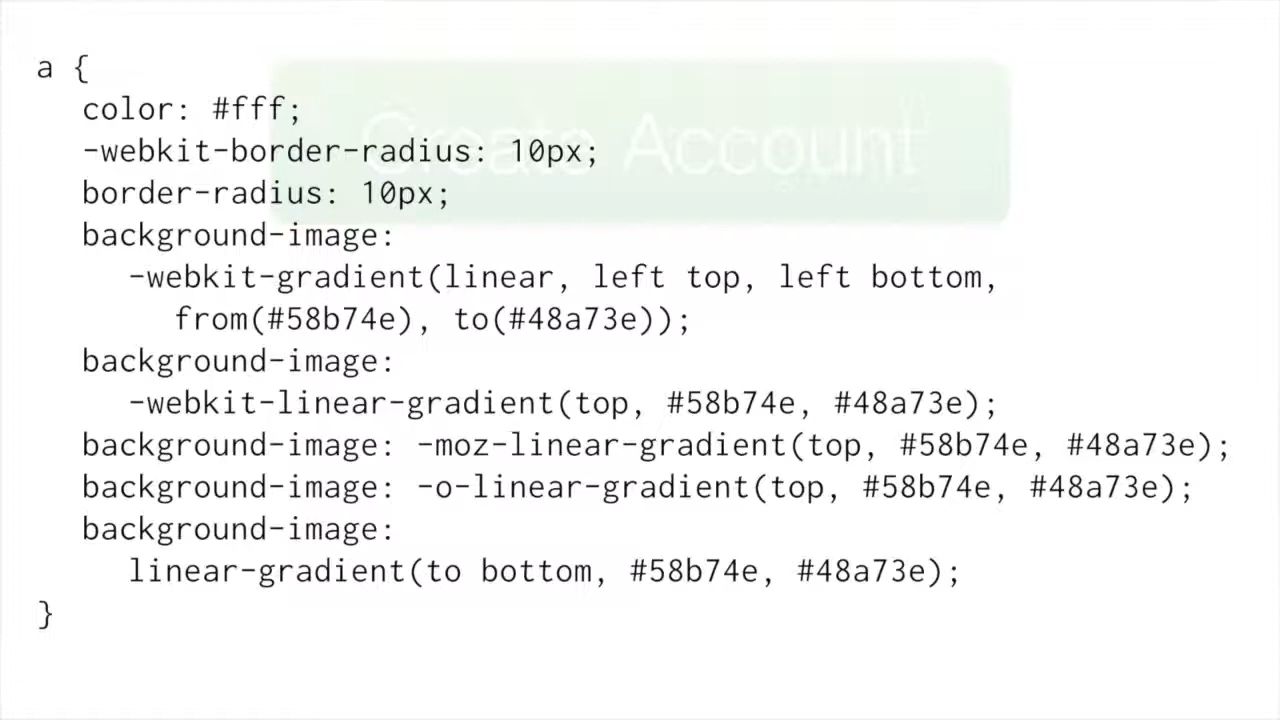 a {
color: #fff;
-webkit-border-radius: 10px;
border-radius: 10px;
background-image:
-webkit-gradient(linear, left top, left bottom,
from(#58b74e), to(#48a73e));
background-image:
-webkit-linear-gradient(top, #58b74e, #48a73e);
background-image: -moz-linear-gradient(top, #58b74e, #48a73e);
background-image: -o-linear-gradient(top, #58b74e, #48a73e);
background-image:
linear-gradient(to bottom, #58b74e, #48a73e);
}
Create Account